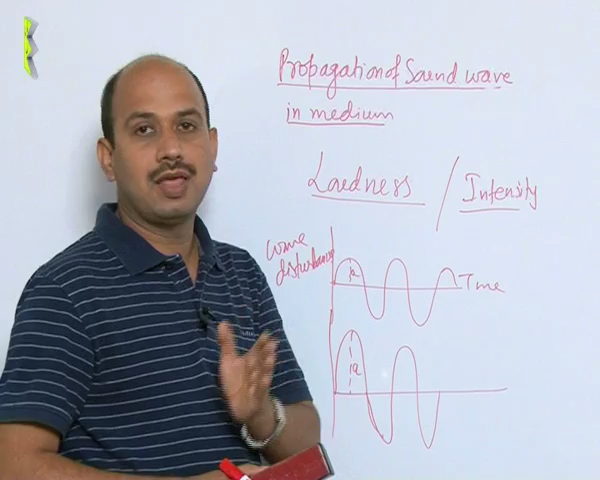 Propagation of Sound wave
in medium
Loudness / Intensity
wave
disturbance
Time
a
a